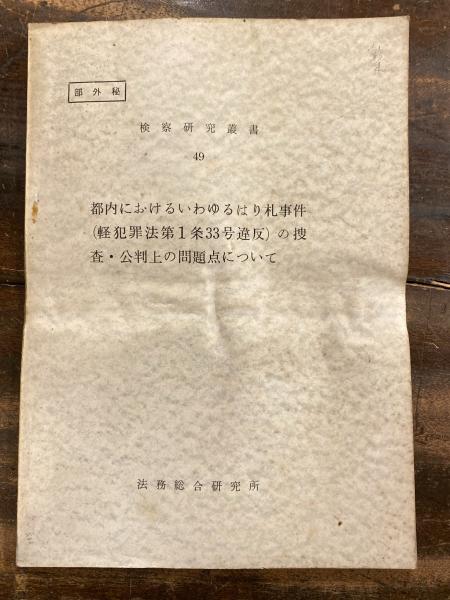 部外秘
検察研究叢書
49
都内におけるいわゆるはり札事件
(軽犯罪法第1条33号違反)の捜
査・公判上の問題点について
法務総合研究所